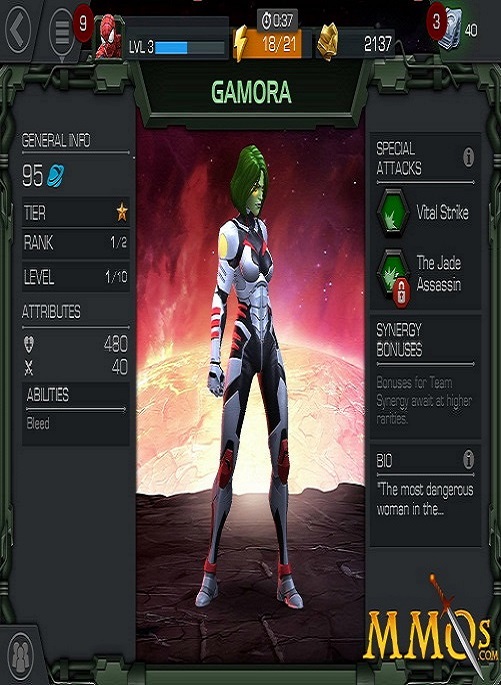 9
LVL 3
0:37
18/21
2137
3
40
GAMORA
GENERAL INFO
95
TIER
RANK 1/2
LEVEL 1/10
ATTRIBUTES
480
40
ABILITIES
Bleed
SPECIAL
ATTACKS
i
Vital Strike
The Jade
Assassin
SYNERGY
BONUSES
Bonuses for Team
Synergy await at higher
rarities.
BIO
i
"The most dangerous
woman in the...
MMOs
.COM